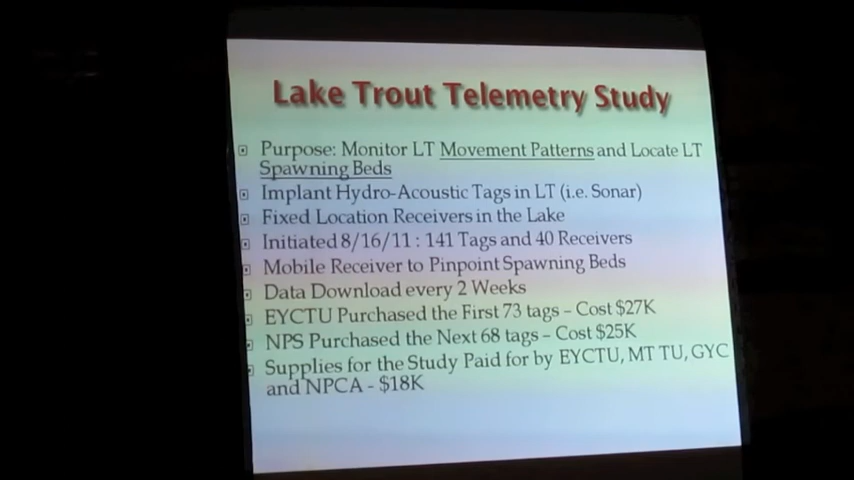 Lake Trout Telemetry Study
Purpose: Monitor LT Movement Patterns and Locate LT
Spawning Beds
Implant Hydro-Acoustic Tags in LT (i.e. Sonar)
Fixed Location Receivers in the Lake
Initiated 8/16/11 : 141 Tags and 40 Receivers
Mobile Receiver to Pinpoint Spawning Beds
Data Download every 2 Weeks
EYCTU Purchased the First 73 tags – Cost $27K
NPS Purchased the Next 68 tags – Cost $25K
Supplies for the Study Paid for by EYCTU, MT TU, GYC
and NPCA - $18K